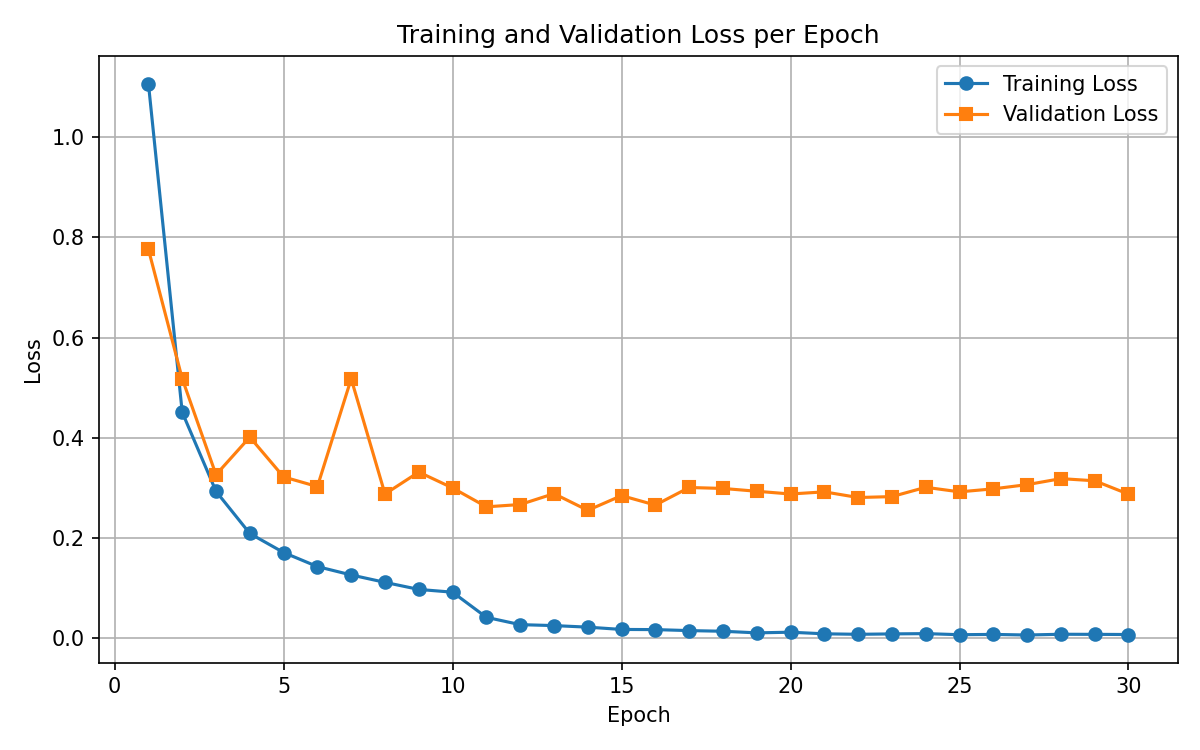 Training and Validation Loss per Epoch
Training Loss
Validation Loss
Loss
1.0
0.8
0.6
0.4
0.2
0.0
0 5 10 15 20 25 30
Epoch